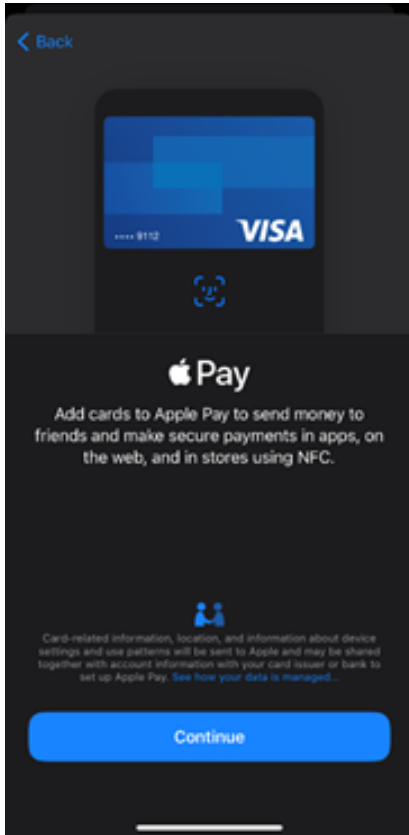 Back
•••• 9112
VISA
Pay
Add cards to Apple Pay to send money to
friends and make secure payments in apps, on
the web, and in stores using NFC.
Card-related information, location, and information about device
settings and use patterns will be sent to Apple and may be shared
together with account information with your card issuer or bank to
set up Apple Pay. See how your data is managed...
Continue